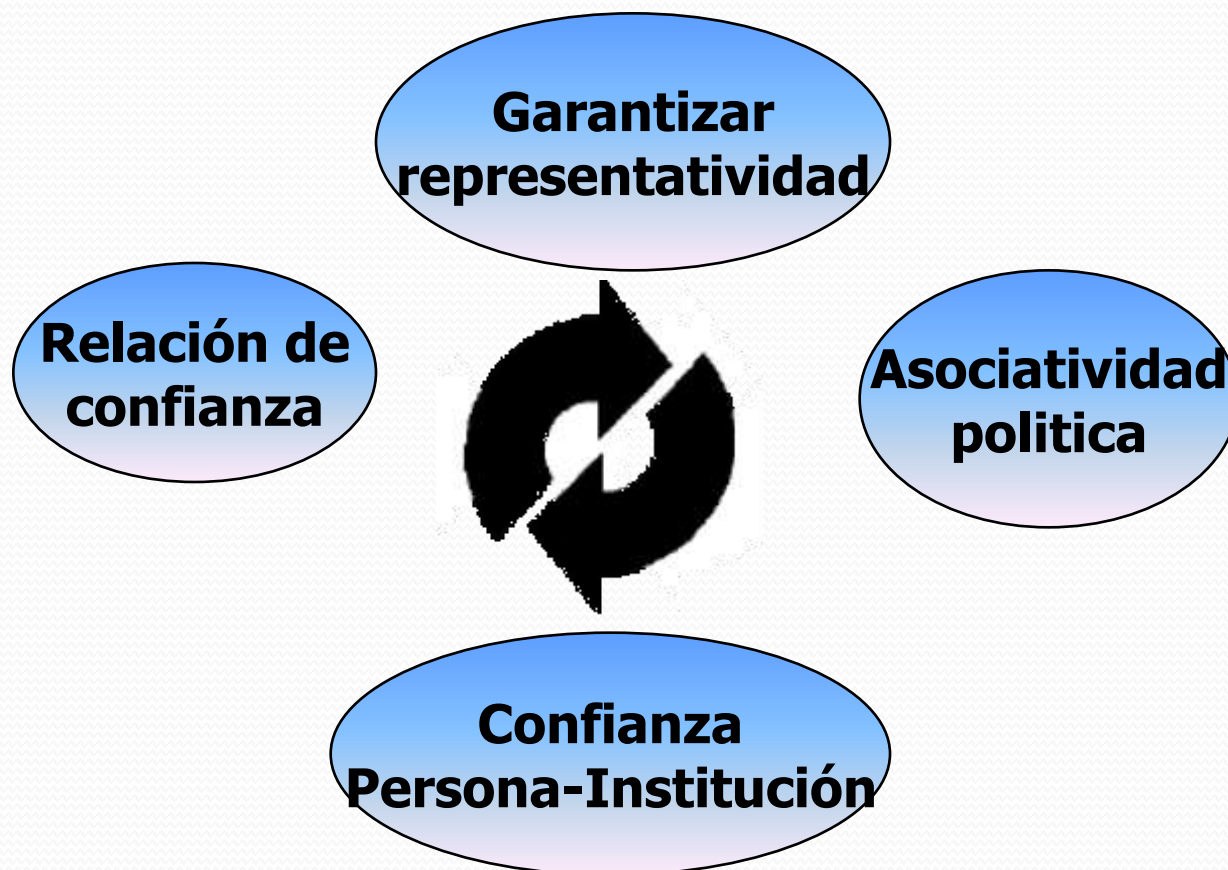 Garantizar
representatividad
Relación de
confianza
Asociatividad
politica
Confianza
Persona-Institución